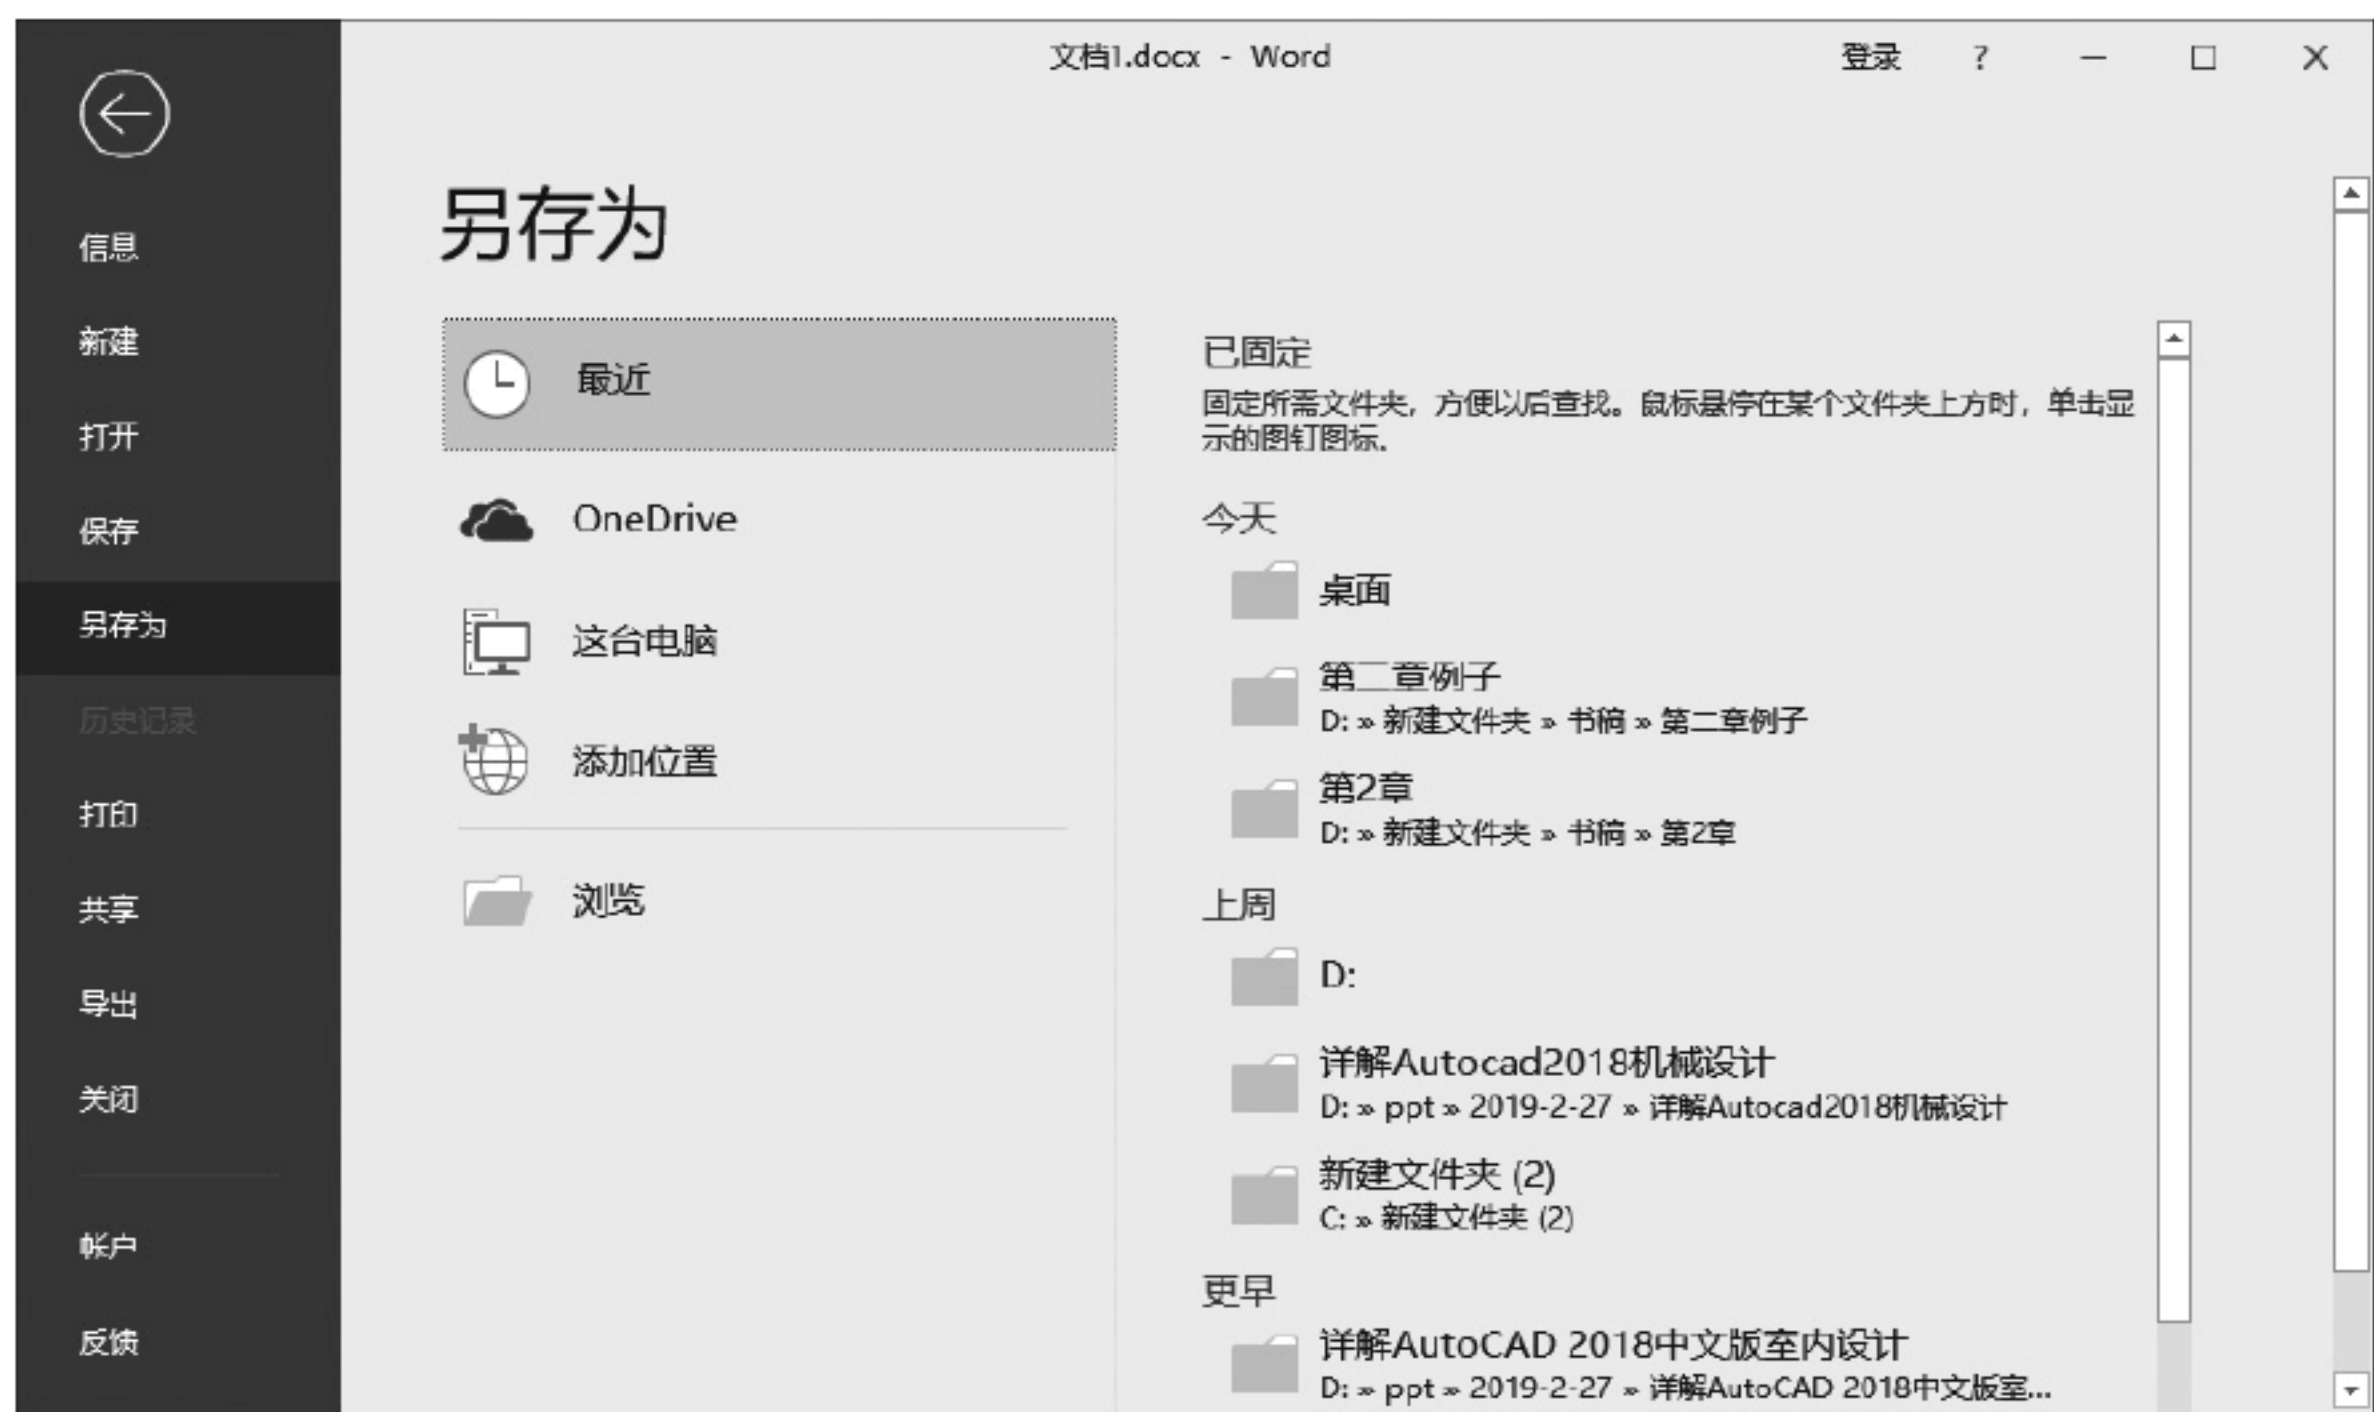 文档1.docx - Word
登录 ?
信息
新建
打开
保存
另存为
历史记录
打印
共享
导出
关闭
帐户
反馈
另存为
最近
OneDrive
这台电脑
添加位置
浏览
已固定
固定所需文件夹，方便以后查找。鼠标悬停在某个文件夹上方时，单击显
示的图钉图标。
今天
桌面
第二章例子
D: » 新建文件夹 » 书稿 » 第二章例子
第2章
D: » 新建文件夹 » 书稿 » 第2章
上周
D:
详解Autocad2018机械设计
D: » ppt » 2019-2-27 » 详解Autocad2018机械设计
新建文件夹 (2)
C: » 新建文件夹 (2)
更早
详解AutoCAD 2018中文版室内设计
D: » ppt » 2019-2-27 » 详解AutoCAD 2018中文版室...